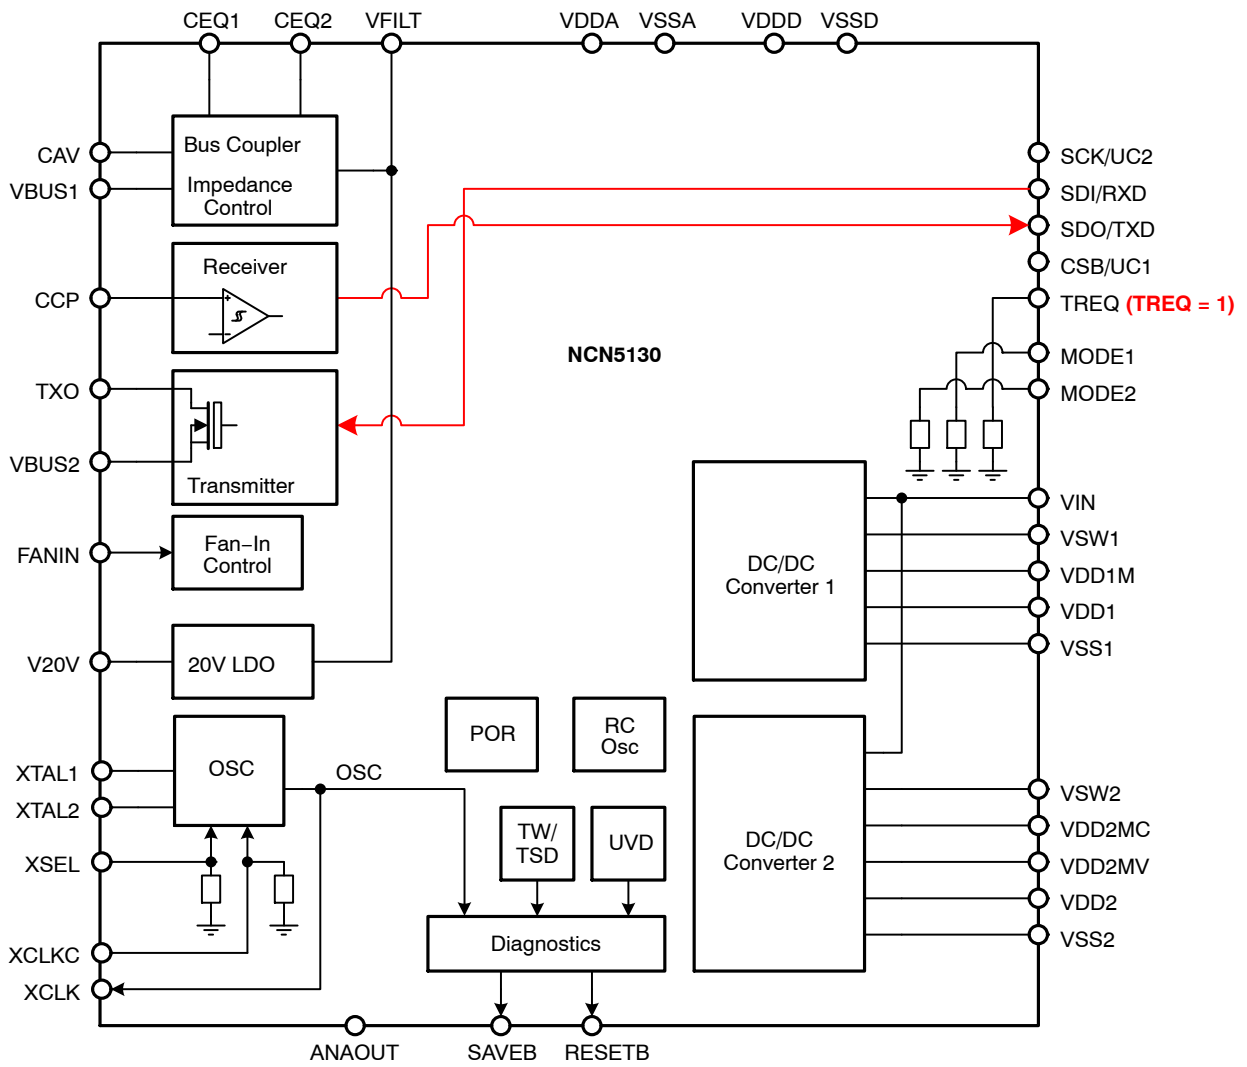 CEQ1 CEQ2 VFILT VDDA VSSA VDDD VSSD
CAV
VBUS1
Bus Coupler
Impedance
Control
SCK/UC2
SDI/RXD
SDO/TXD
CSB/UC1
TREQ (TREQ = 1)
MODE1
MODE2
CCP
Receiver
+
NCN5130
TXO
VBUS2
Transmitter
FANIN
Fan–In
Control
V20V
20V LDO
DC/DC
Converter 1
VIN
VSW1
VDD1M
VDD1
VSS1
POR
RC
Osc
XTAL1
XTAL2
OSC
OSC
XSEL
XCLKC
XCLK
TW/
TSD
UVD
Diagnostics
DC/DC
Converter 2
VSW2
VDD2MC
VDD2MV
VDD2
VSS2
ANAOUT SAVEB RESETB